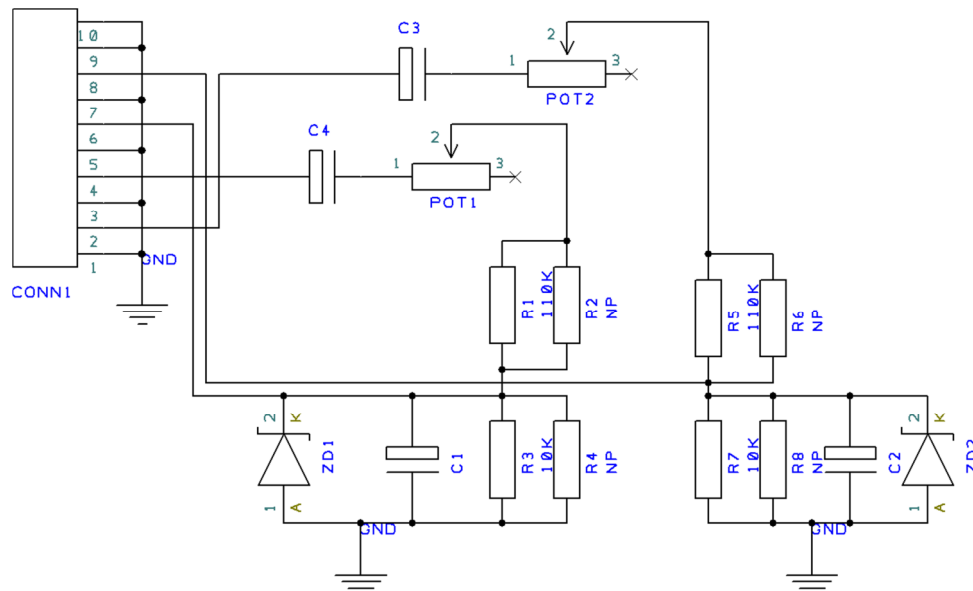 C3
10
9
8
7
6
5
4
3
2
1
GND
CONN1
1
2
3
POT2
C4
1
2
3
POT1
R1
110K
R2
NP
R5
110K
R6
NP
2
K
ZD1
1
A
C1
R3
10K
R4
NP
GND
R7
10K
R8
NP
C2
2
K
ZD2
1
A
GND